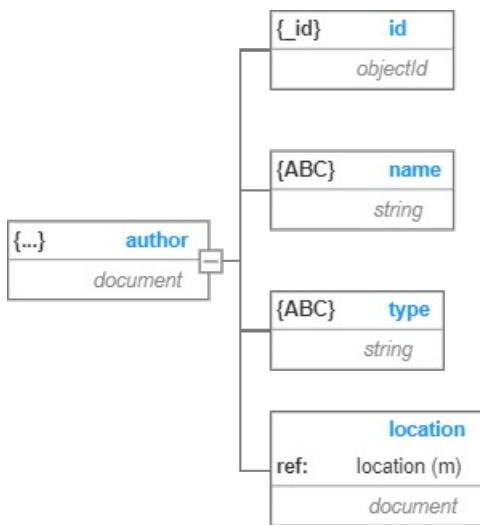 {_id} id
objectId
{ABC} name
string
{...} author
document
{ABC} type
string
location
ref: location (m)
document